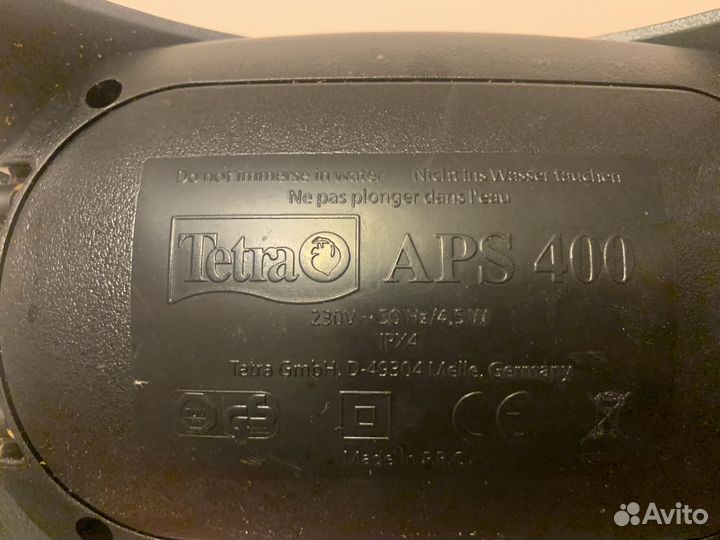 Do not immerse in water Nicht ins Wasser tauchen
Ne pas plonger dans l'eau
Tetra APS 400
230V ~ 50 Hz/4,5 W
IPX4
Tetra GmbH, D-49304 Melle, Germany
GS CE
Made in P.R.C.
Avito